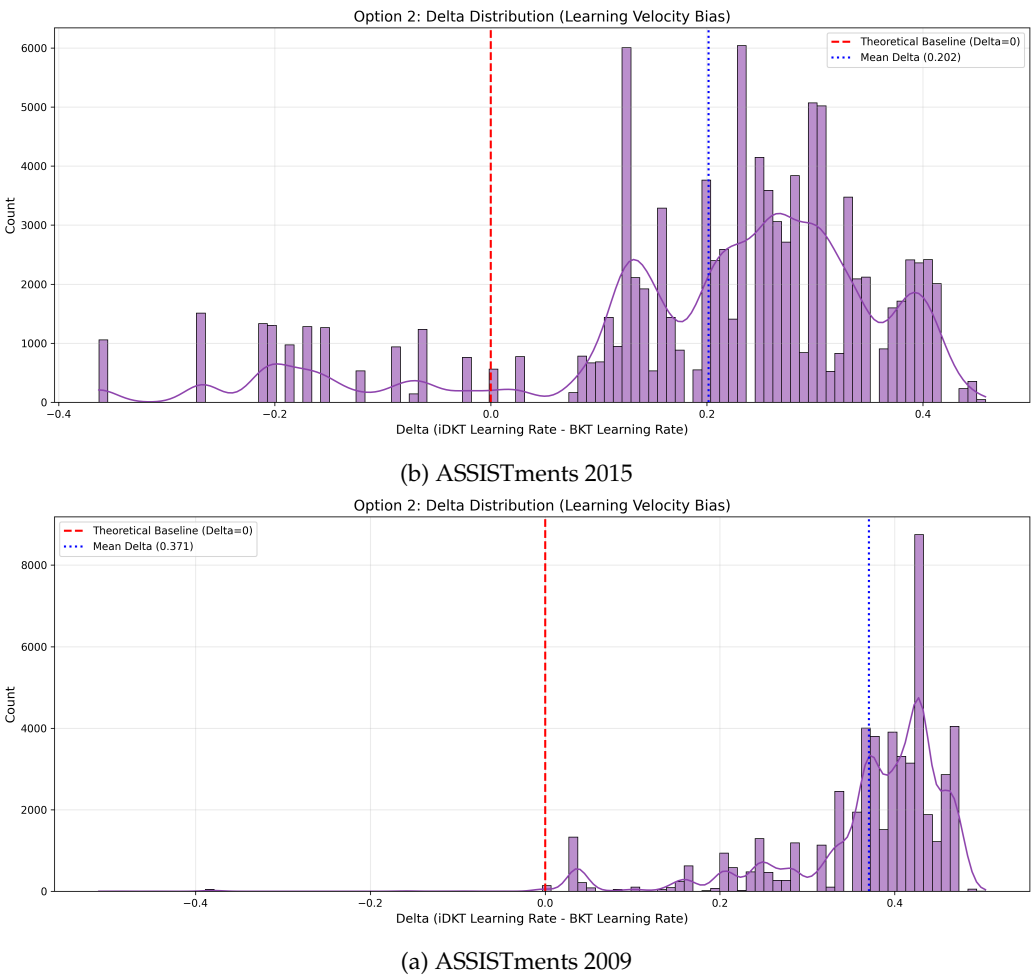 Option 2: Delta Distribution (Learning Velocity Bias)
Theoretical Baseline (Delta=0)
Mean Delta (0.202)
6000
5000
4000
3000
2000
1000
0
Count
−0.4 −0.2 0.0 0.2 0.4
Delta (iDKT Learning Rate - BKT Learning Rate)
(b) ASSISTments 2015
Option 2: Delta Distribution (Learning Velocity Bias)
Theoretical Baseline (Delta=0)
Mean Delta (0.371)
8000
6000
4000
2000
0
Count
−0.4 −0.2 0.0 0.2 0.4
Delta (iDKT Learning Rate - BKT Learning Rate)
(a) ASSISTments 2009